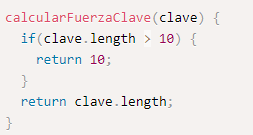 calcularFuerzaClave(clave) {
  if(clave.length > 10) {
    return 10;
  }
  return clave.length;
}